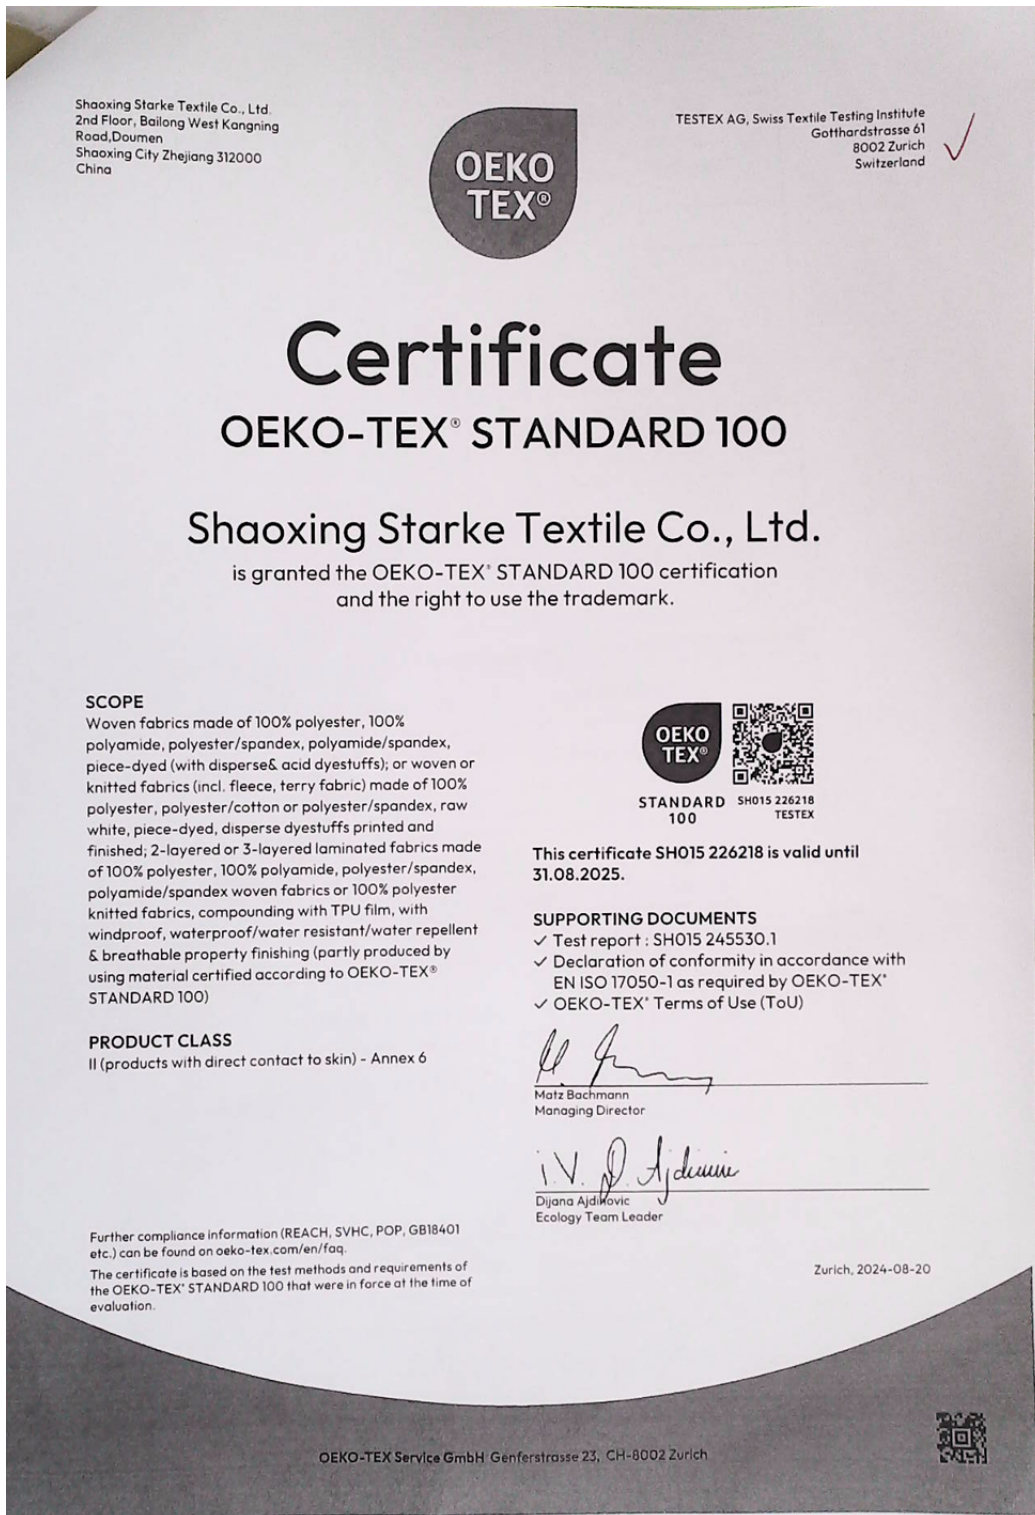 Shaoxing Starke Textile Co., Ltd.
2nd Floor, Bailong West Kangning
Road,Doumen
Shaoxing City Zhejiang 312000
China
OEKO
TEX®
TESTEX AG, Swiss Textile Testing Institute
Gotthardstrasse 61
8002 Zurich
Switzerland
Certificate
OEKO-TEX® STANDARD 100
Shaoxing Starke Textile Co., Ltd.
is granted the OEKO-TEX® STANDARD 100 certification
and the right to use the trademark.
SCOPE
Woven fabrics made of 100% polyester, 100%
polyamide, polyester/spandex, polyamide/spandex,
piece-dyed (with disperse& acid dyestuffs); or woven or
knitted fabrics (incl. fleece, terry fabric) made of 100%
polyester, polyester/cotton or polyester/spandex, raw
white, piece-dyed, disperse dyestuffs printed and
finished; 2-layered or 3-layered laminated fabrics made
of 100% polyester, 100% polyamide, polyester/spandex,
polyamide/spandex woven fabrics or 100% polyester
knitted fabrics, compounding with TPU film, with
windproof, waterproof/water resistant/water repellent
& breathable property finishing (partly produced by
using material certified according to OEKO-TEX®
STANDARD 100)
PRODUCT CLASS
II (products with direct contact to skin) - Annex 6
Further compliance information (REACH, SVHC, POP, GB18401
etc.) can be found on oeko-tex.com/en/faq.
The certificate is based on the test methods and requirements of
the OEKO-TEX® STANDARD 100 that were in force at the time of
evaluation.
OEKO
TEX®
STANDARD
100
SH015 226218
TESTEX
This certificate SH015 226218 is valid until
31.08.2025.
SUPPORTING DOCUMENTS
✓ Test report : SH015 245530.1
✓ Declaration of conformity in accordance with
EN ISO 17050-1 as required by OEKO-TEX®
✓ OEKO-TEX® Terms of Use (ToU)
Matz Bachmann
Managing Director
i.V. D. Ajdinovic
Dijana Ajdinovic
Ecology Team Leader
Zurich, 2024-08-20
OEKO-TEX Service GmbH Genferstrasse 23, CH-8002 Zurich